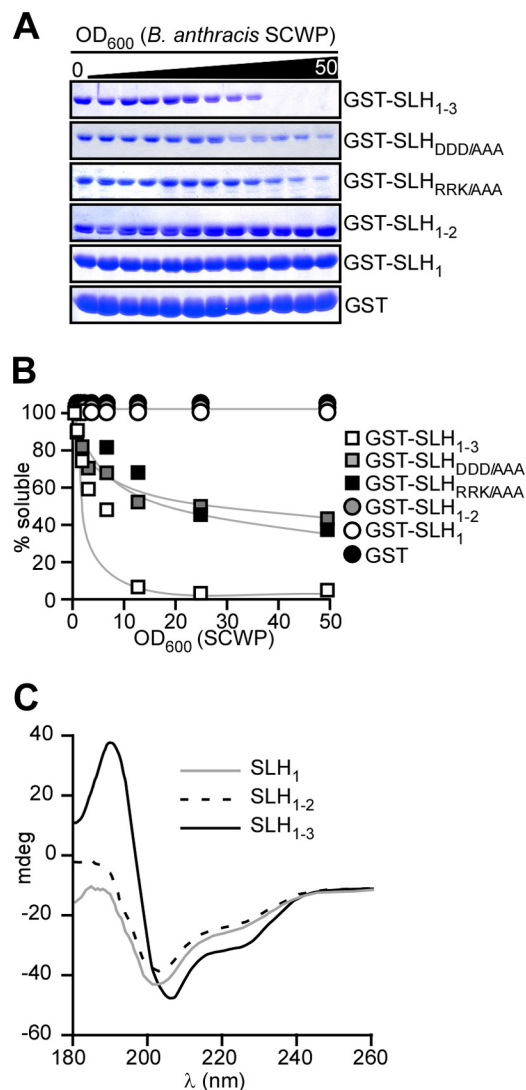 A
OD600 (B. anthracis SCWP)
0 50
GST-SLH1-3
GST-SLHDDD/AAA
GST-SLHRRK/AAA
GST-SLH1-2
GST-SLH1
GST
B
100
80
60
40
20
0
% soluble
0 10 20 30 40 50
OD600 (SCWP)
GST-SLH1-3
GST-SLHDDD/AAA
GST-SLHRRK/AAA
GST-SLH1-2
GST-SLH1
GST
C
40
20
0
-20
-40
-60
mdeg
SLH1
SLH1-2
SLH1-3
180 200 220 240 260
λ (nm)